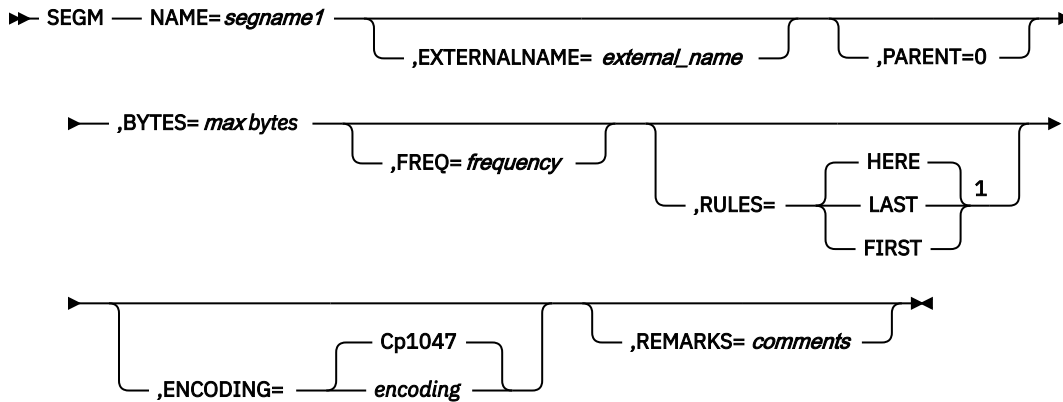 SEGM NAME= segname1 ,EXTERNALNAME= external_name ,PARENT=0
,BYTES= max bytes ,FREQ= frequency ,RULES= HERE LAST FIRST 1
,ENCODING= Cp1047 encoding ,REMARKS= comments